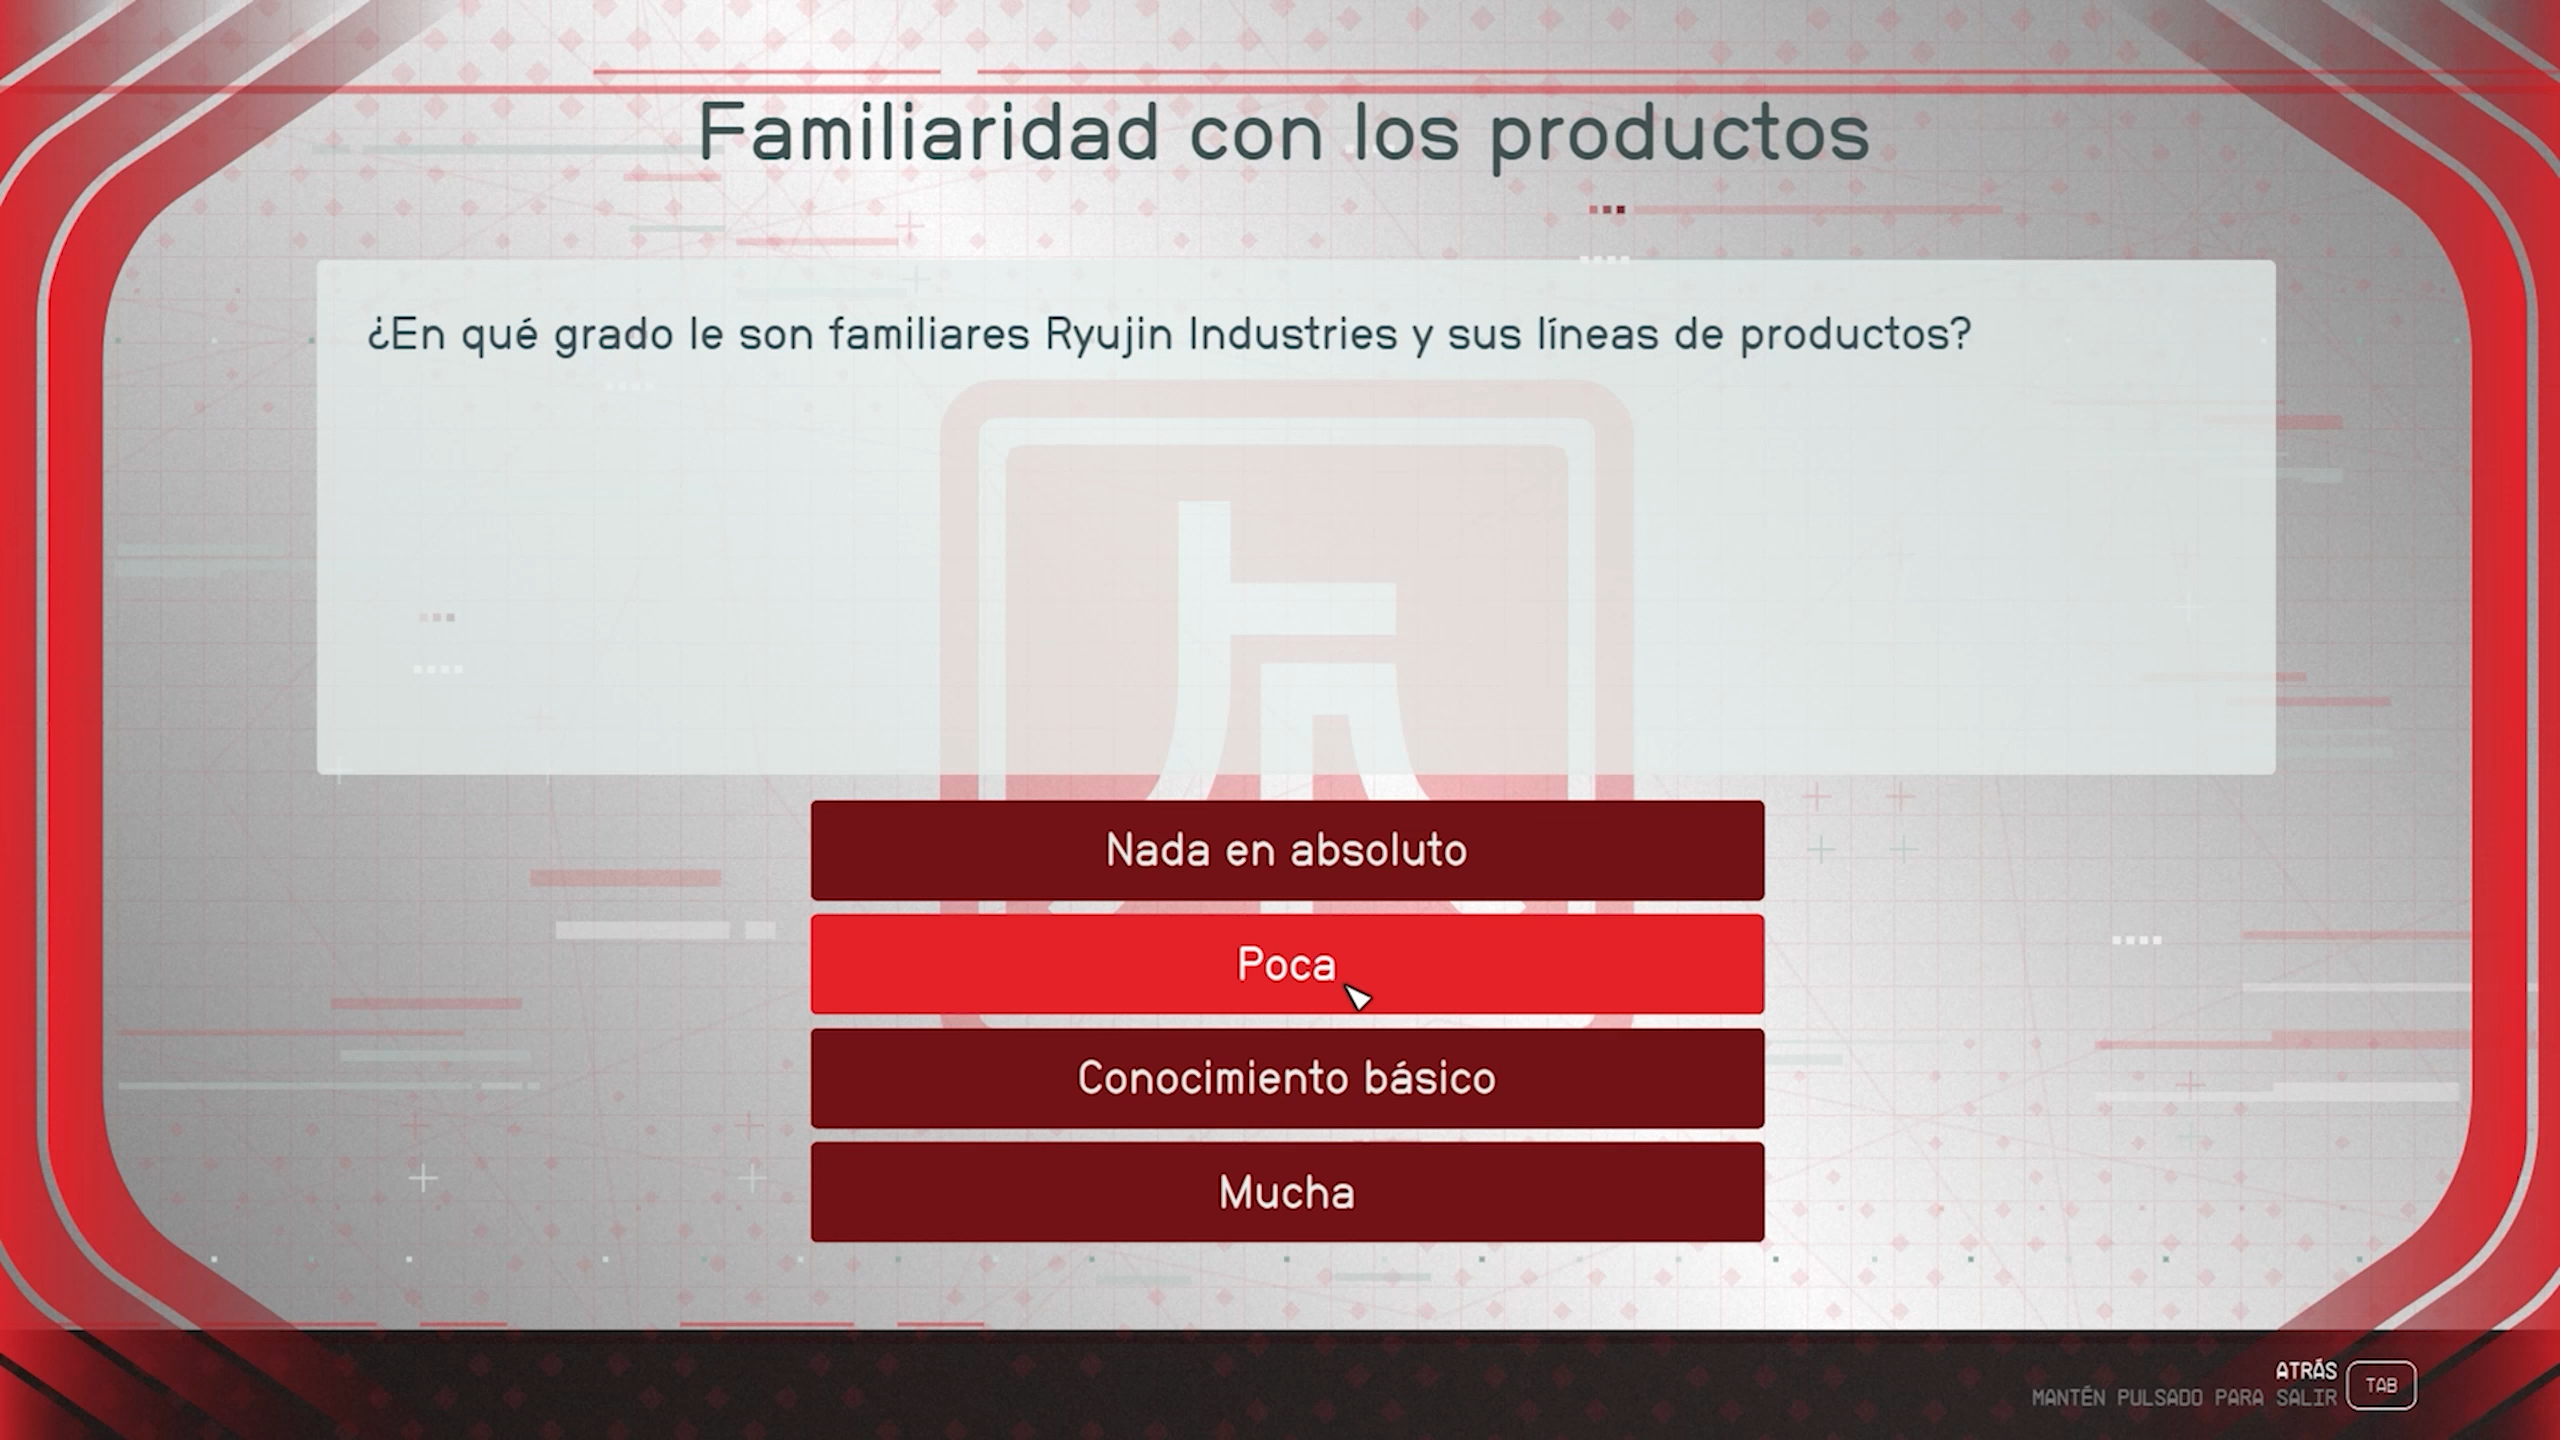 Familiaridad con los productos
¿En qué grado le son familiares Ryujin Industries y sus líneas de productos?
Nada en absoluto
Poca
Conocimiento básico
Mucha
ATRÁS
TAB
MANTÉN PULSADO PARA SALIR